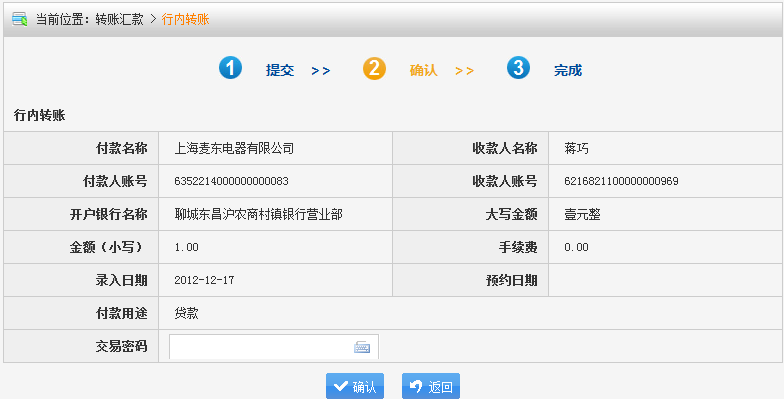 当前位置：转账汇款 > 行内转账
1 提交 >> 2 确认 >> 3 完成
行内转账
付款名称 上海麦东电器有限公司 收款人名称 蒋巧
付款人账号 6352214000000000083 收款人账号 6216821100000000969
开户银行名称 聊城东昌沪农商村镇银行营业部 大写金额 壹元整
金额（小写） 1.00 手续费 0.00
录入日期 2012-12-17 预约日期
付款用途 贷款
交易密码
确认 返回